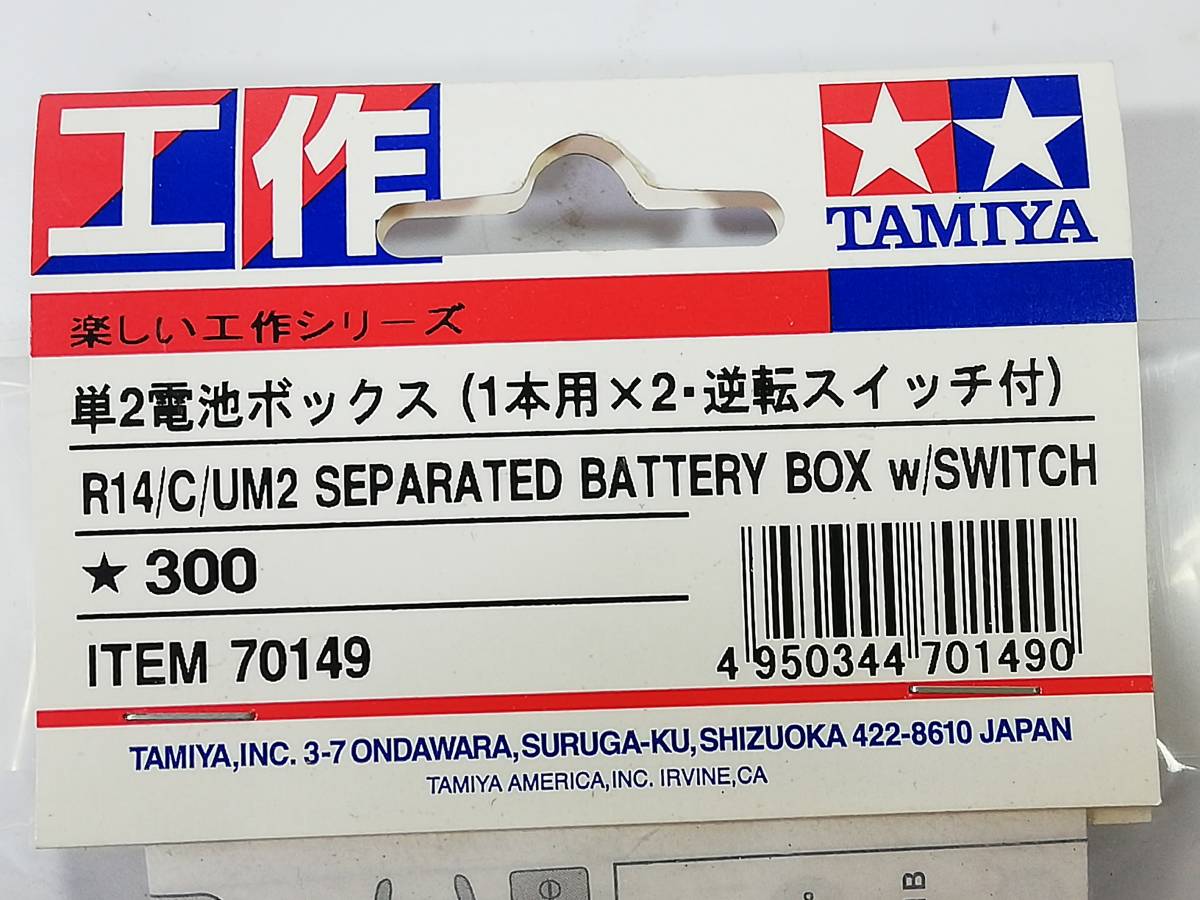 工作
TAMIYA
楽しい工作シリーズ
単2電池ボックス (1本用×2・逆転スイッチ付)
R14/C/UM2 SEPARATED BATTERY BOX w/SWITCH
★ 300
ITEM 70149
4 950344 701490
TAMIYA,INC. 3-7 ONDAWARA,SURUGA-KU,SHIZUOKA 422-8610 JAPAN
TAMIYA AMERICA,INC. IRVINE,CA